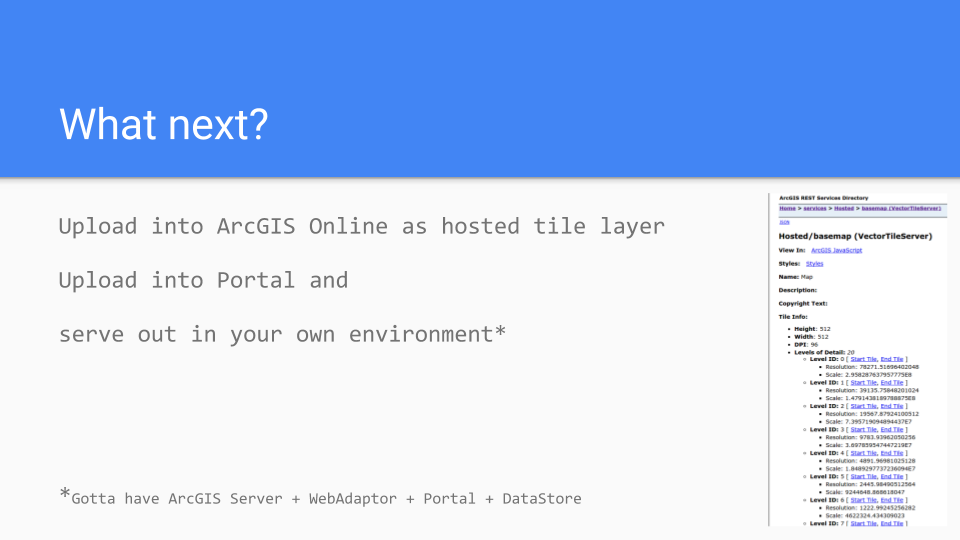 What next?
Upload into ArcGIS Online as hosted tile layer
Upload into Portal and
serve out in your own environment*
*Gotta have ArcGIS Server + WebAdaptor + Portal + DataStore
ArcGIS REST Services Directory
Home > services > Hosted > basemap (VectorTileServer)
JSON
Hosted/basemap (VectorTileServer)
View In: ArcGIS JavaScript
Styles: Styles
Name: Map
Description:
Copyright Text:
Tile Info:
• Height: 512
• Width: 512
• DPI: 96
• Levels of Detail: 20
○ Level ID: 0 [ Start Tile, End Tile ]
• Resolution: 78271.51696402048
• Scale: 2.958287637957775E8
○ Level ID: 1 [ Start Tile, End Tile ]
• Resolution: 39135.75848201024
• Scale: 1.4791438189788875E8
○ Level ID: 2 [ Start Tile, End Tile ]
• Resolution: 19567.87924100512
• Scale: 7.395719094894437E7
○ Level ID: 3 [ Start Tile, End Tile ]
• Resolution: 9783.93962050256
• Scale: 3.697859547447219E7
○ Level ID: 4 [ Start Tile, End Tile ]
• Resolution: 4891.96981025128
• Scale: 1.8489297737236094E7
○ Level ID: 5 [ Start Tile, End Tile ]
• Resolution: 2445.98490512564
• Scale: 9244648.868618047
○ Level ID: 6 [ Start Tile, End Tile ]
• Resolution: 1222.99245256282
• Scale: 4622324.434309023
○ Level ID: 7 [ Start Tile, End Tile ]